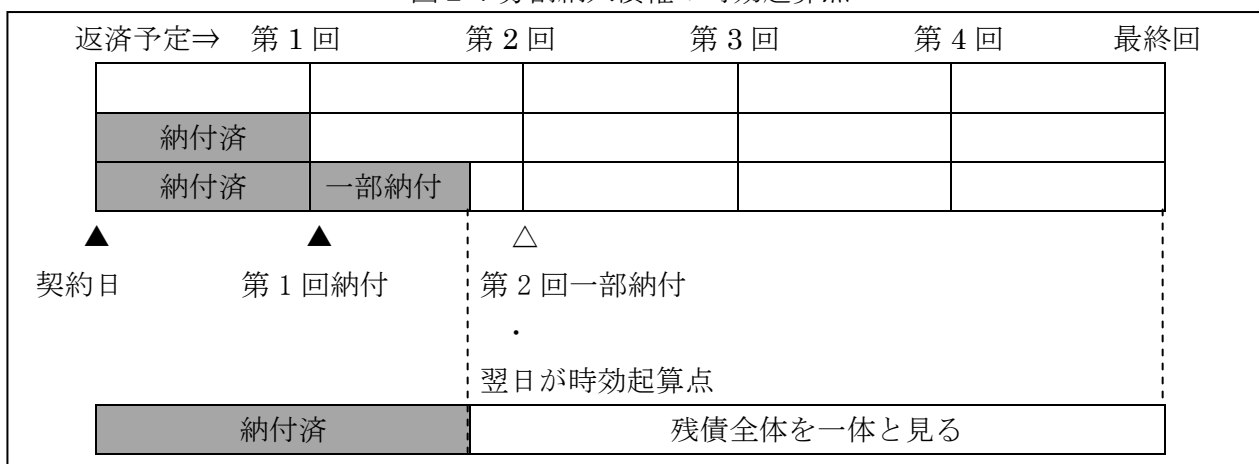 返済予定⇒ 第1回 第2回 第3回 第4回 最終回
納付済
納付済 一部納付
▲ ▲ △
契約日 第1回納付 第2回一部納付
・
翌日が時効起算点
納付済 残債全体を一体と見る